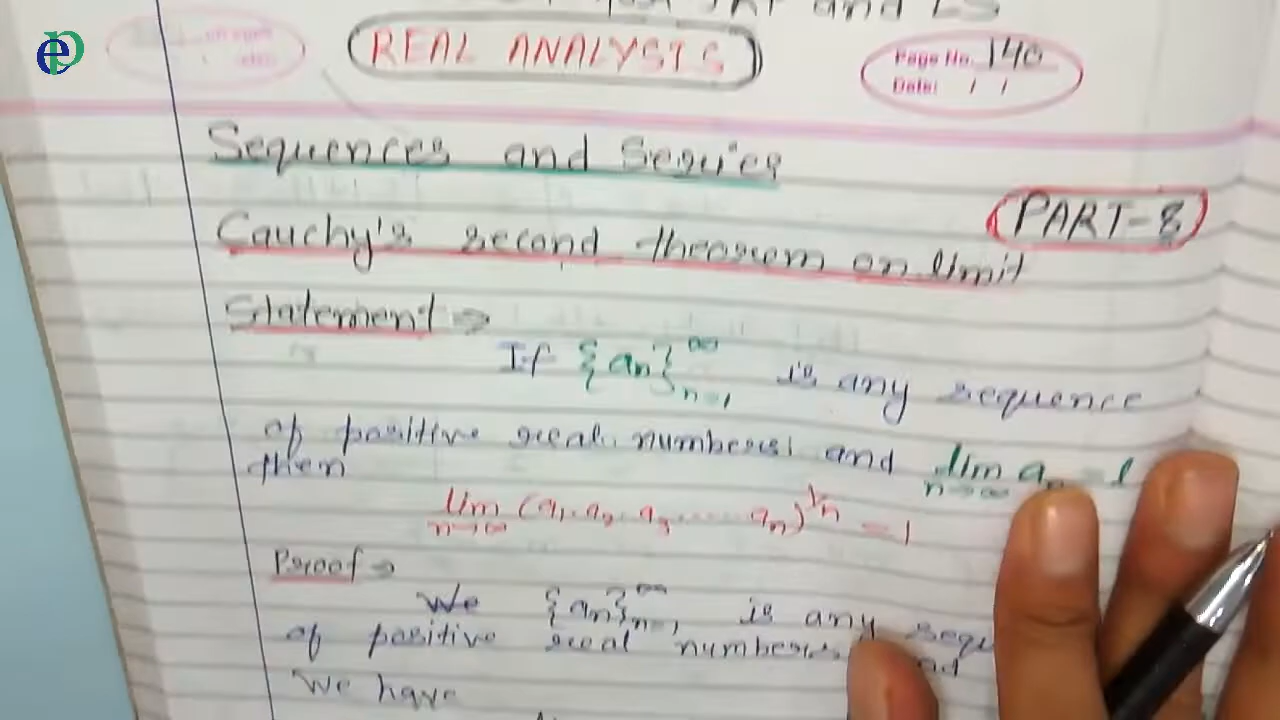 and
ep
REAL ANALYSIS
Page No. 140
Date: / /
Sequences and Series
PART-8
Cauchy's second theorem on limit
Statement ⇒
If {an}∞n=1 is any sequence
of positive real numbers and lim n→∞ an = l
then
lim n→∞ (a1. a2. a3. ..... an)^1/n = l
Proof ⇒
We {an}∞n=1 is any
of positive real numbers
We have